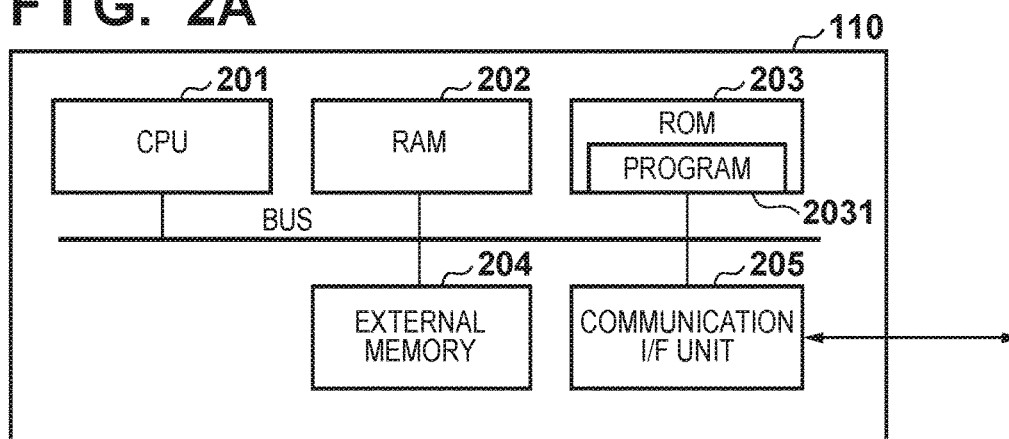 FIG. 2A
110
201
202
203
CPU
RAM
ROM
PROGRAM
2031
BUS
204
205
EXTERNAL
MEMORY
COMMUNICATION
I/F UNIT